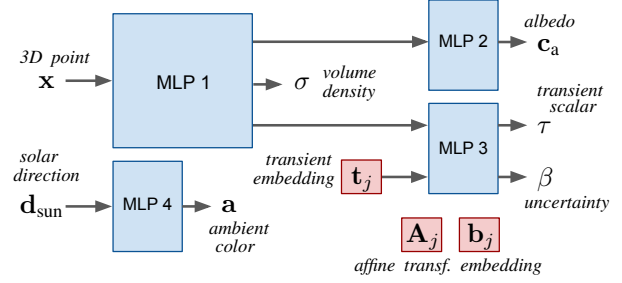 3D point
x
MLP 1
σ volume
density
MLP 2
albedo
c_a
transient
scalar
τ
MLP 3
transient
embedding
t_j
β
uncertainty
solar
direction
d_sun
MLP 4
a
ambient
color
A_j b_j
affine transf. embedding